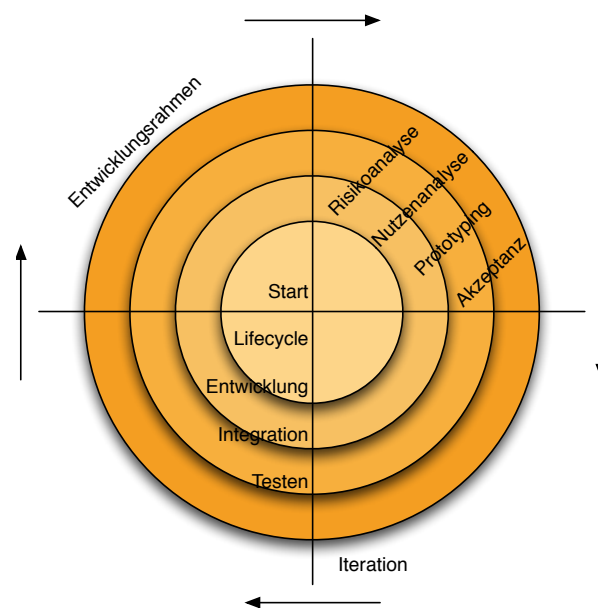 Entwicklungsrahmen
Risikoanalyse
Nutzenanalyse
Prototyping
Akzeptanz
Start
Lifecycle
Entwicklung
Integration
Testen
Iteration